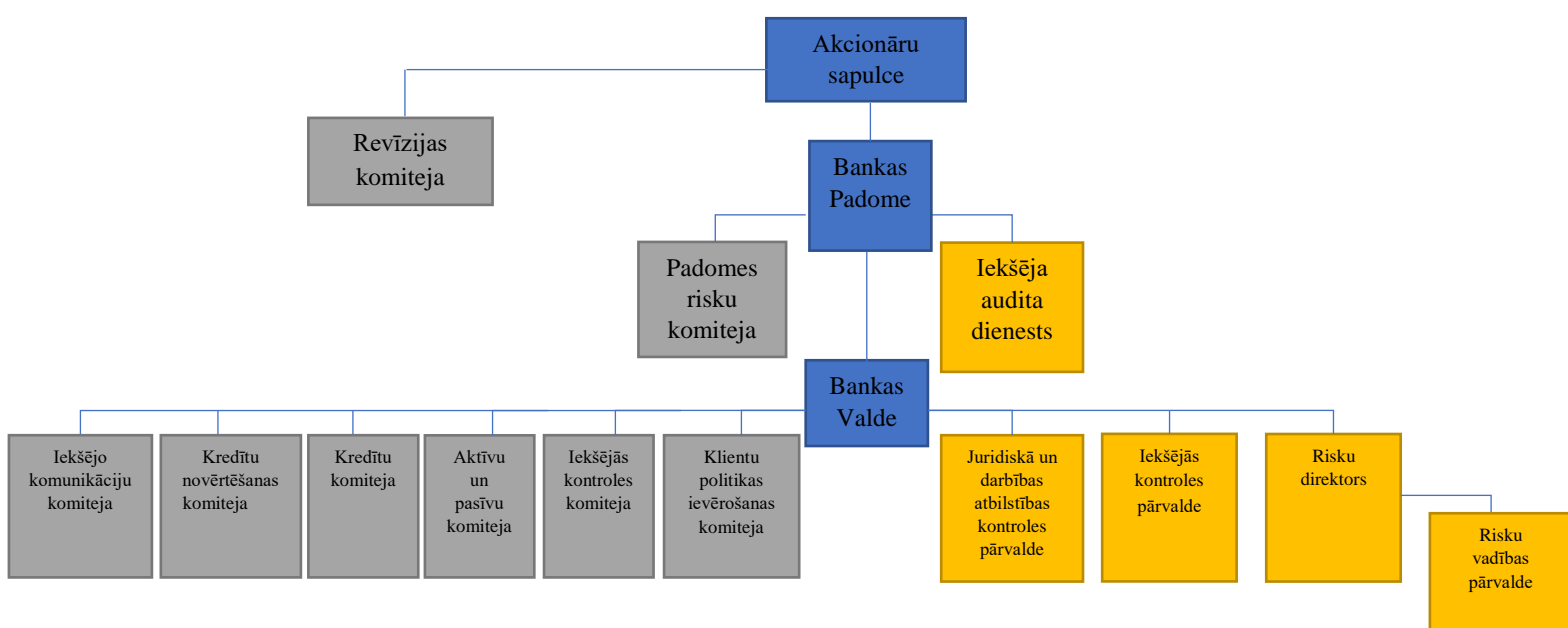 Akcionāru
sapulce
Revīzijas
komiteja
Bankas
Padome
Padomes
risku
komiteja
Iekšēja
audita
dienests
Bankas
Valde
Iekšējo
komunikāciju
komiteja
Kredītu
novērtēšanas
komiteja
Kredītu
komiteja
Aktīvu
un
pasīvu
komiteja
Iekšējās
kontroles
komiteja
Klientu
politikas
ievērošanas
komiteja
Juridiskā un
darbības
atbilstības
kontroles
pārvalde
Iekšējās
kontroles
pārvalde
Risku
direktors
Risku
vadības
pārvalde